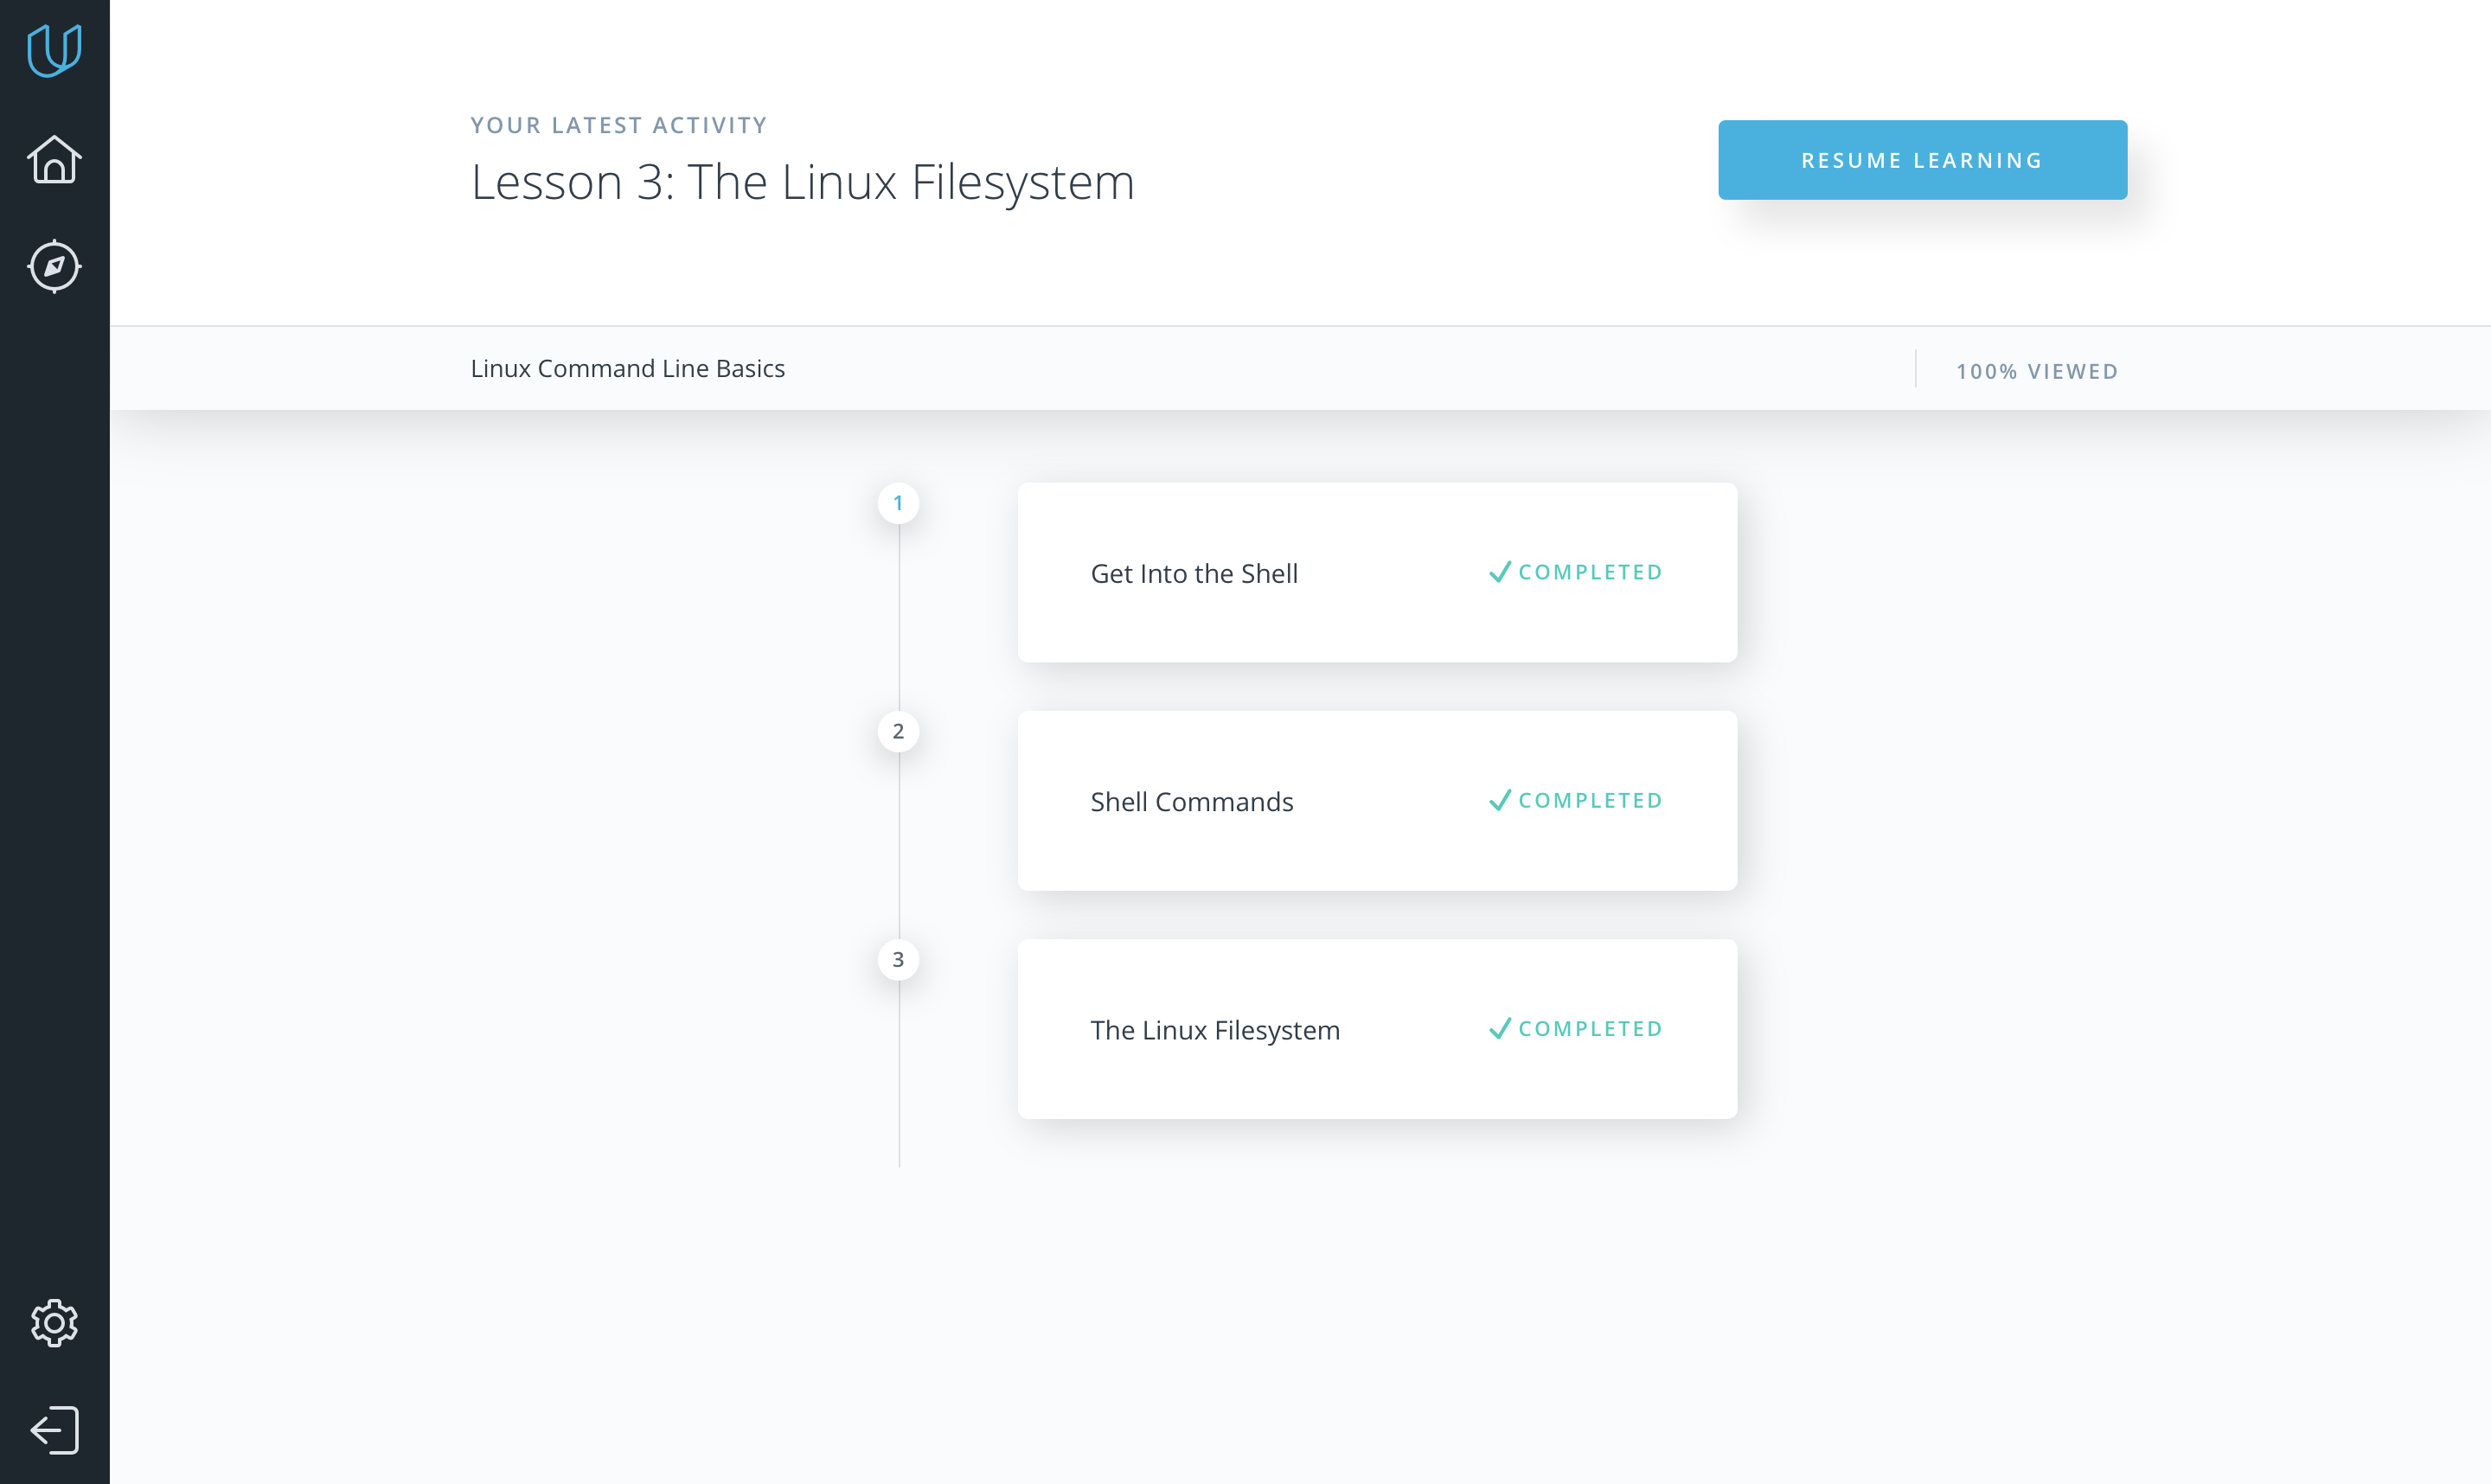 YOUR LATEST ACTIVITY
Lesson 3: The Linux Filesystem
RESUME LEARNING
Linux Command Line Basics
100% VIEWED
1
Get Into the Shell
COMPLETED
2
Shell Commands
COMPLETED
3
The Linux Filesystem
COMPLETED